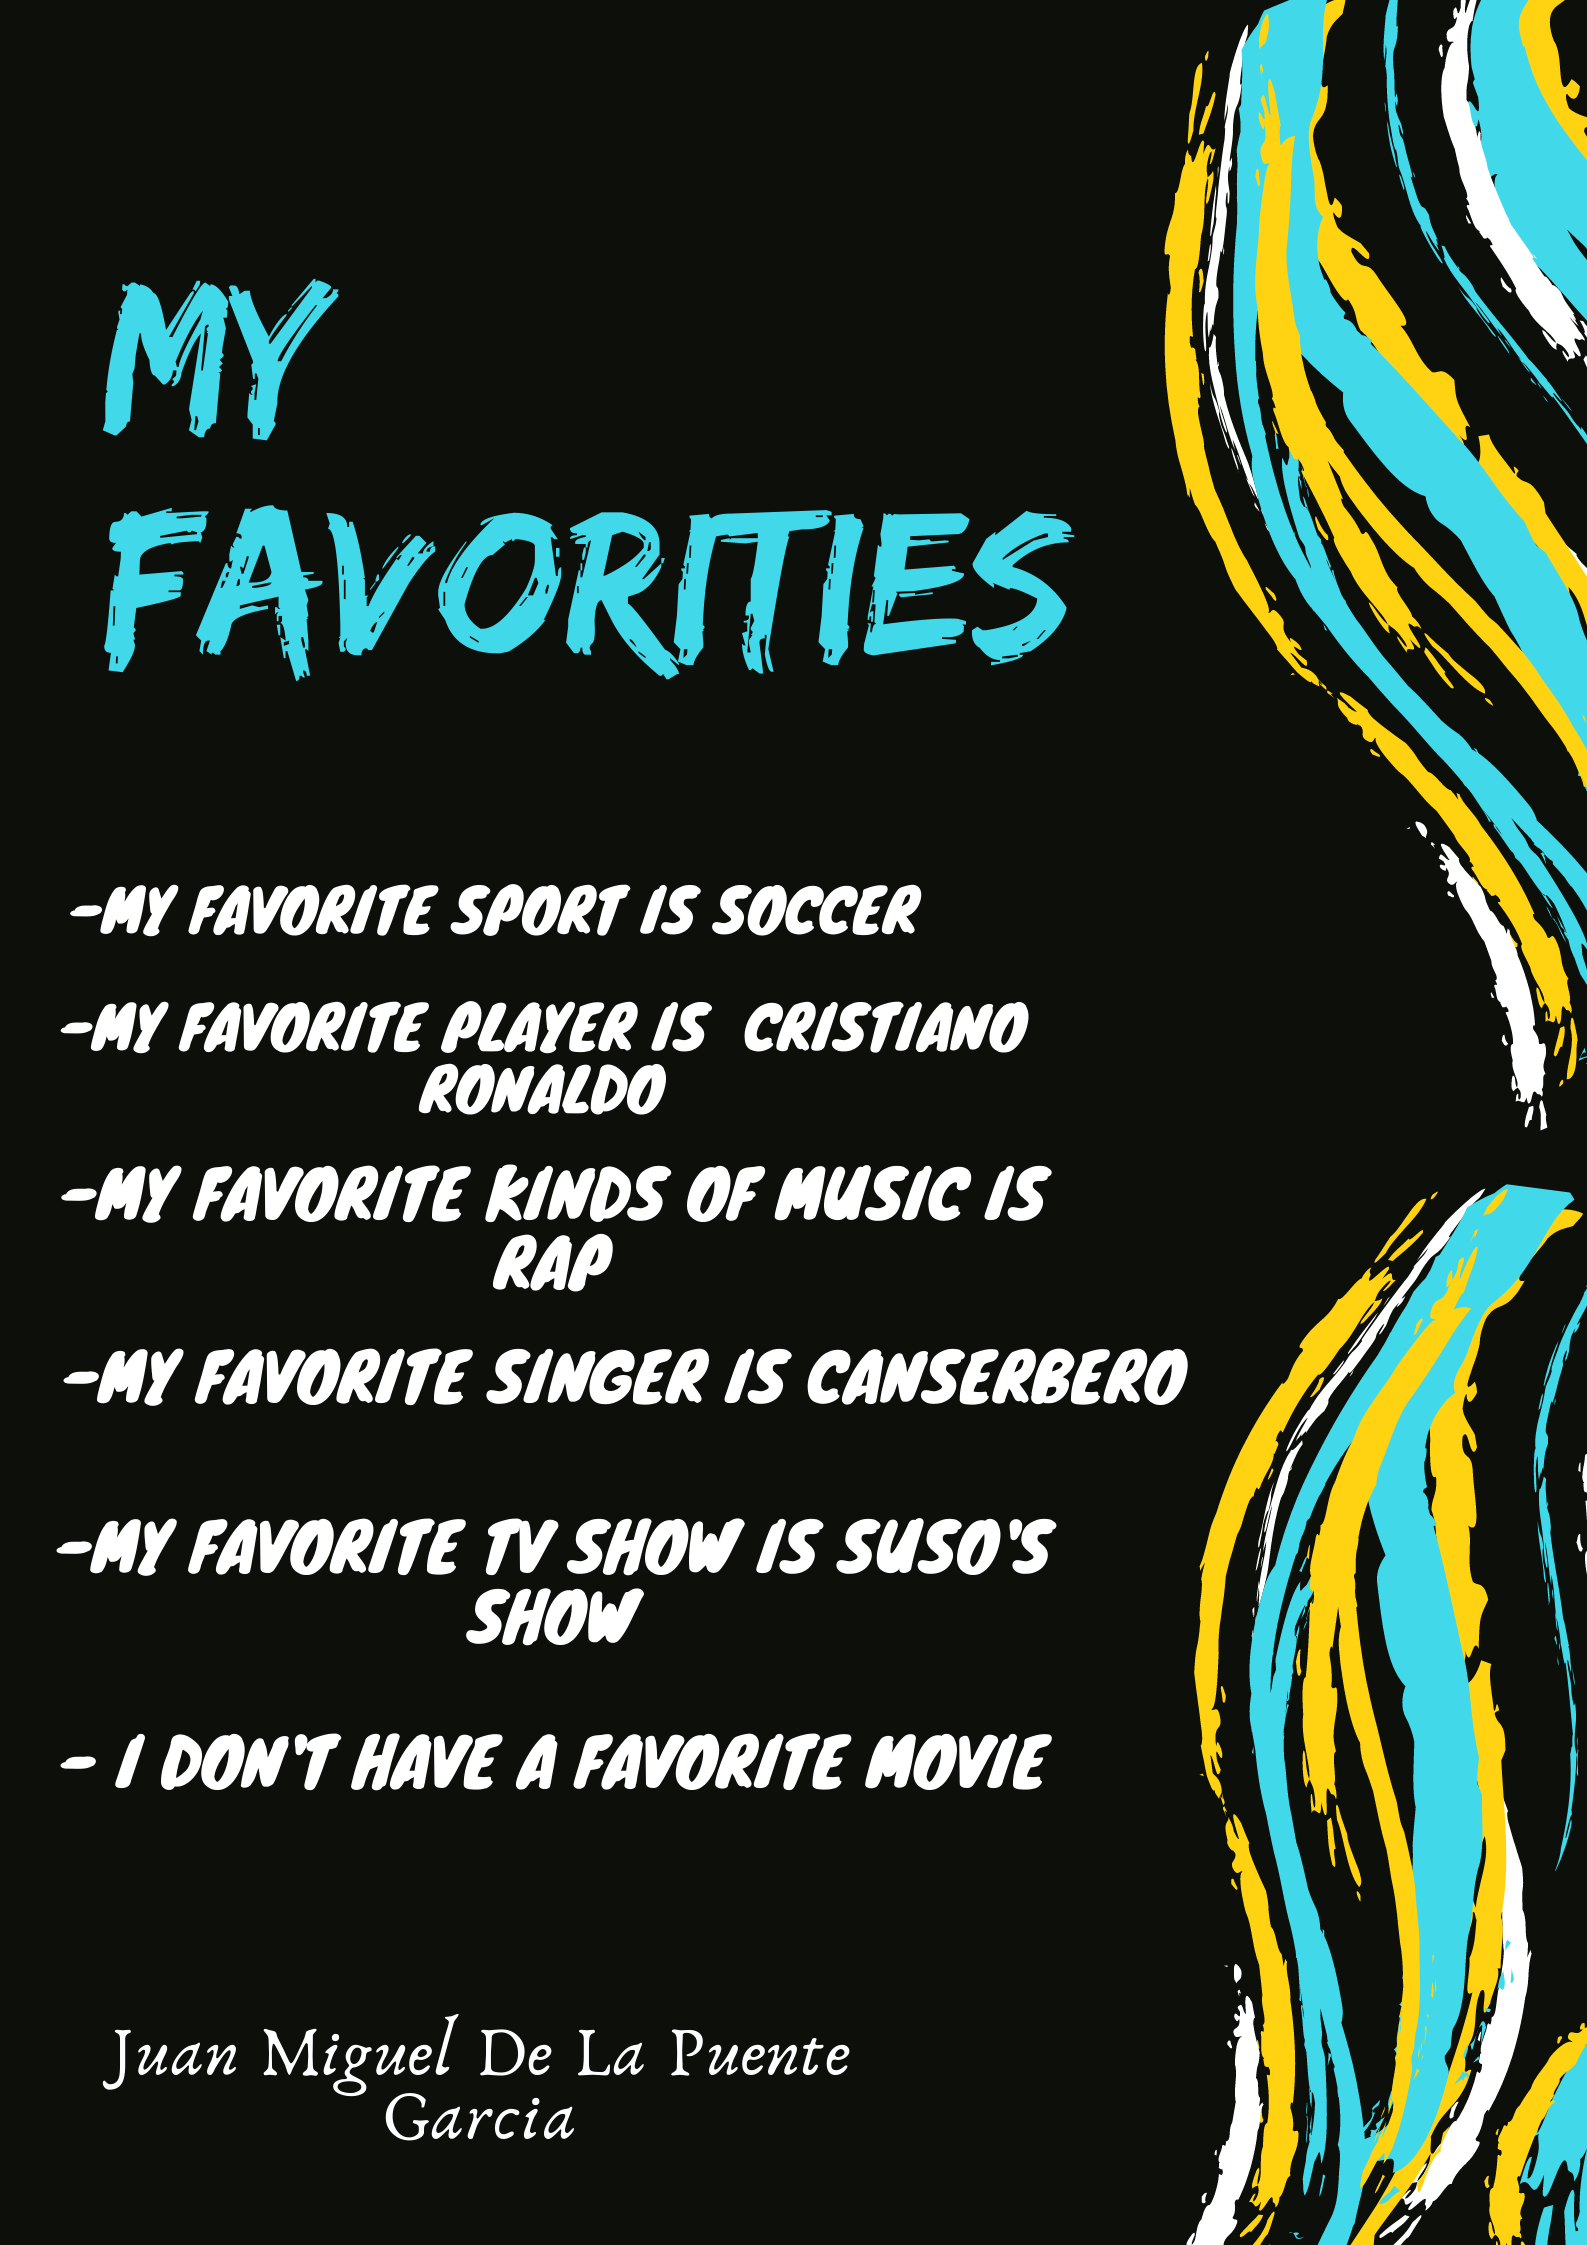 MY
FAVORITIES
-MY FAVORITE SPORT IS SOCCER
-MY FAVORITE PLAYER IS CRISTIANO
RONALDO
-MY FAVORITE KINDS OF MUSIC IS
RAP
-MY FAVORITE SINGER IS CANSERBERO
-MY FAVORITE TV SHOW IS SUSO'S
SHOW
- I DON'T HAVE A FAVORITE MOVIE
Juan Miguel De La Puente
Garcia